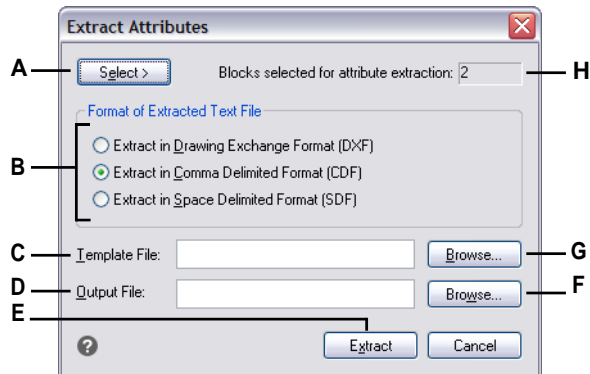 Extract Attributes
A Select > Blocks selected for attribute extraction: 2 H
Format of Extracted Text File
Extract in Drawing Exchange Format (DXF)
B Extract in Comma Delimited Format (CDF)
Extract in Space Delimited Format (SDF)
C Template File: Browse... G
D Output File: Browse... F
E
? Extract Cancel